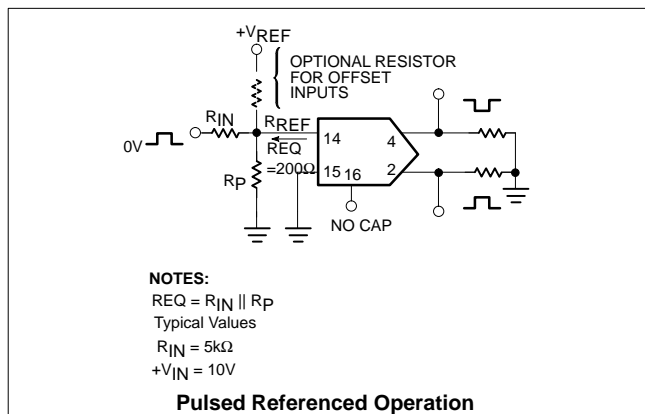 +VREF
OPTIONAL RESISTOR
FOR OFFSET
INPUTS
RIN
RREF
0V
REQ
=200Ω
RP
14
15
16
4
2
NO CAP
NOTES:
REQ = RIN || RP
Typical Values
RIN = 5kΩ
+VIN = 10V
Pulsed Referenced Operation